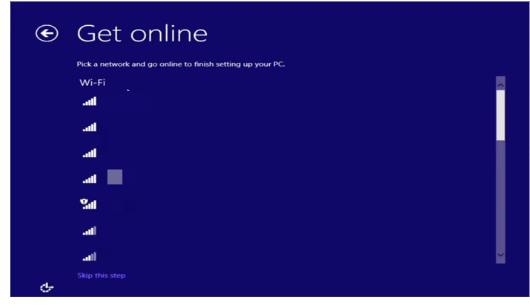 Get online
Pick a network and go online to finish setting up your PC.
Wi-Fi
Skip this step